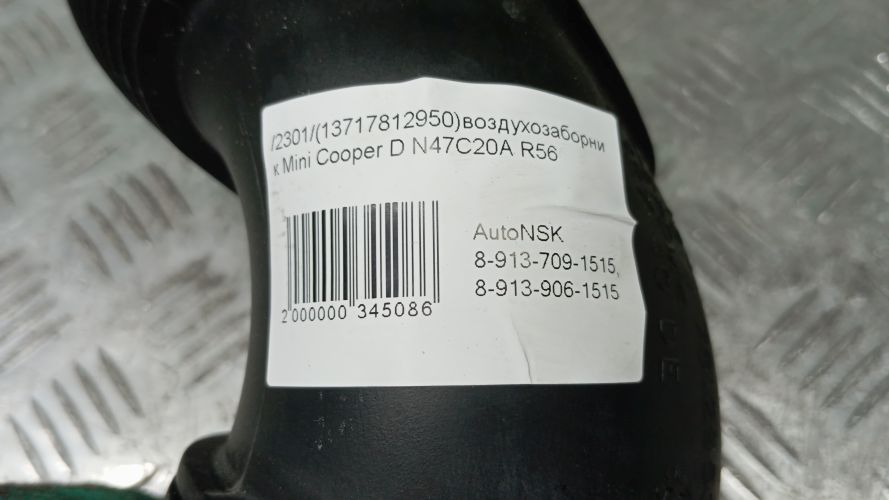 /2301/(13717812950)воздухозаборни
к Mini Cooper D N47C20A R56
AutoNSK
8-913-709-1515,
8-913-906-1515
2 000000 345086